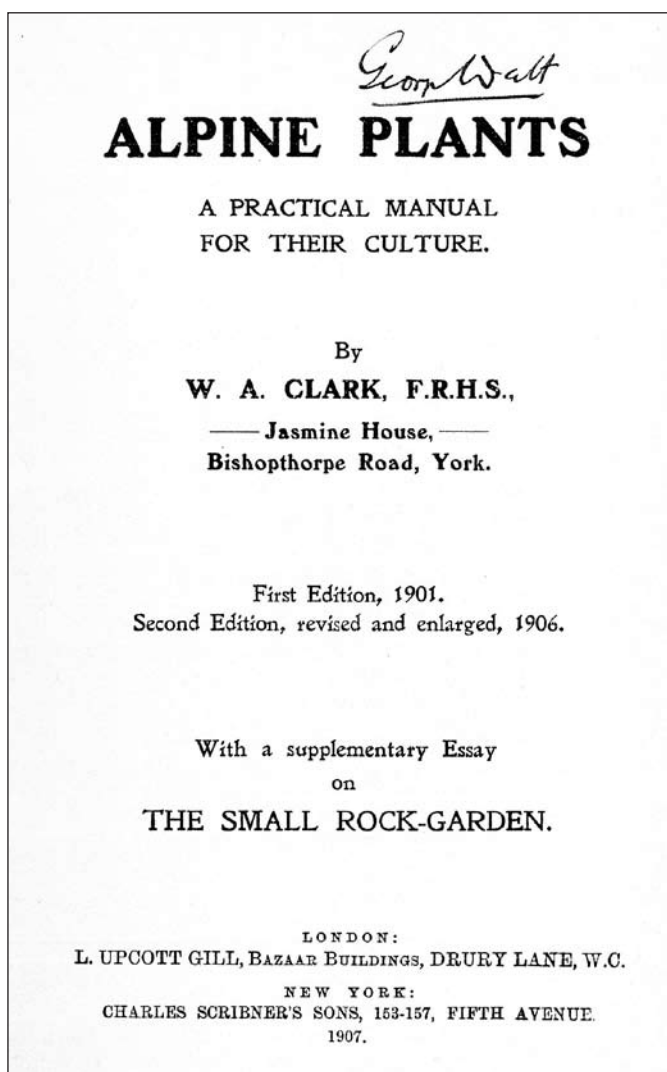 George Watt
ALPINE PLANTS
A PRACTICAL MANUAL
FOR THEIR CULTURE.
By
W. A. CLARK, F.R.H.S.,
Jasmine House,
Bishopthorpe Road, York.
First Edition, 1901.
Second Edition, revised and enlarged, 1906.
With a supplementary Essay
on
THE SMALL ROCK-GARDEN.
LONDON:
L. UPCOTT GILL, BAZAAR BUILDINGS, DRURY LANE, W.C.
NEW YORK:
CHARLES SCRIBNER'S SONS, 153-157, FIFTH AVENUE.
1907.